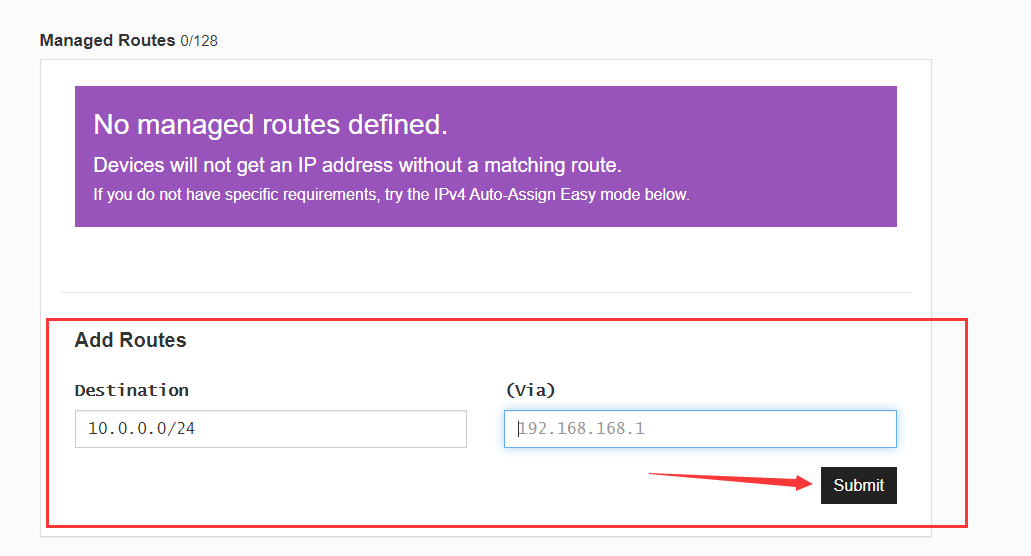 Managed Routes 0/128
No managed routes defined.
Devices will not get an IP address without a matching route.
If you do not have specific requirements, try the IPv4 Auto-Assign Easy mode below.
Add Routes
Destination
(Via)
10.0.0.0/24
192.168.168.1
Submit